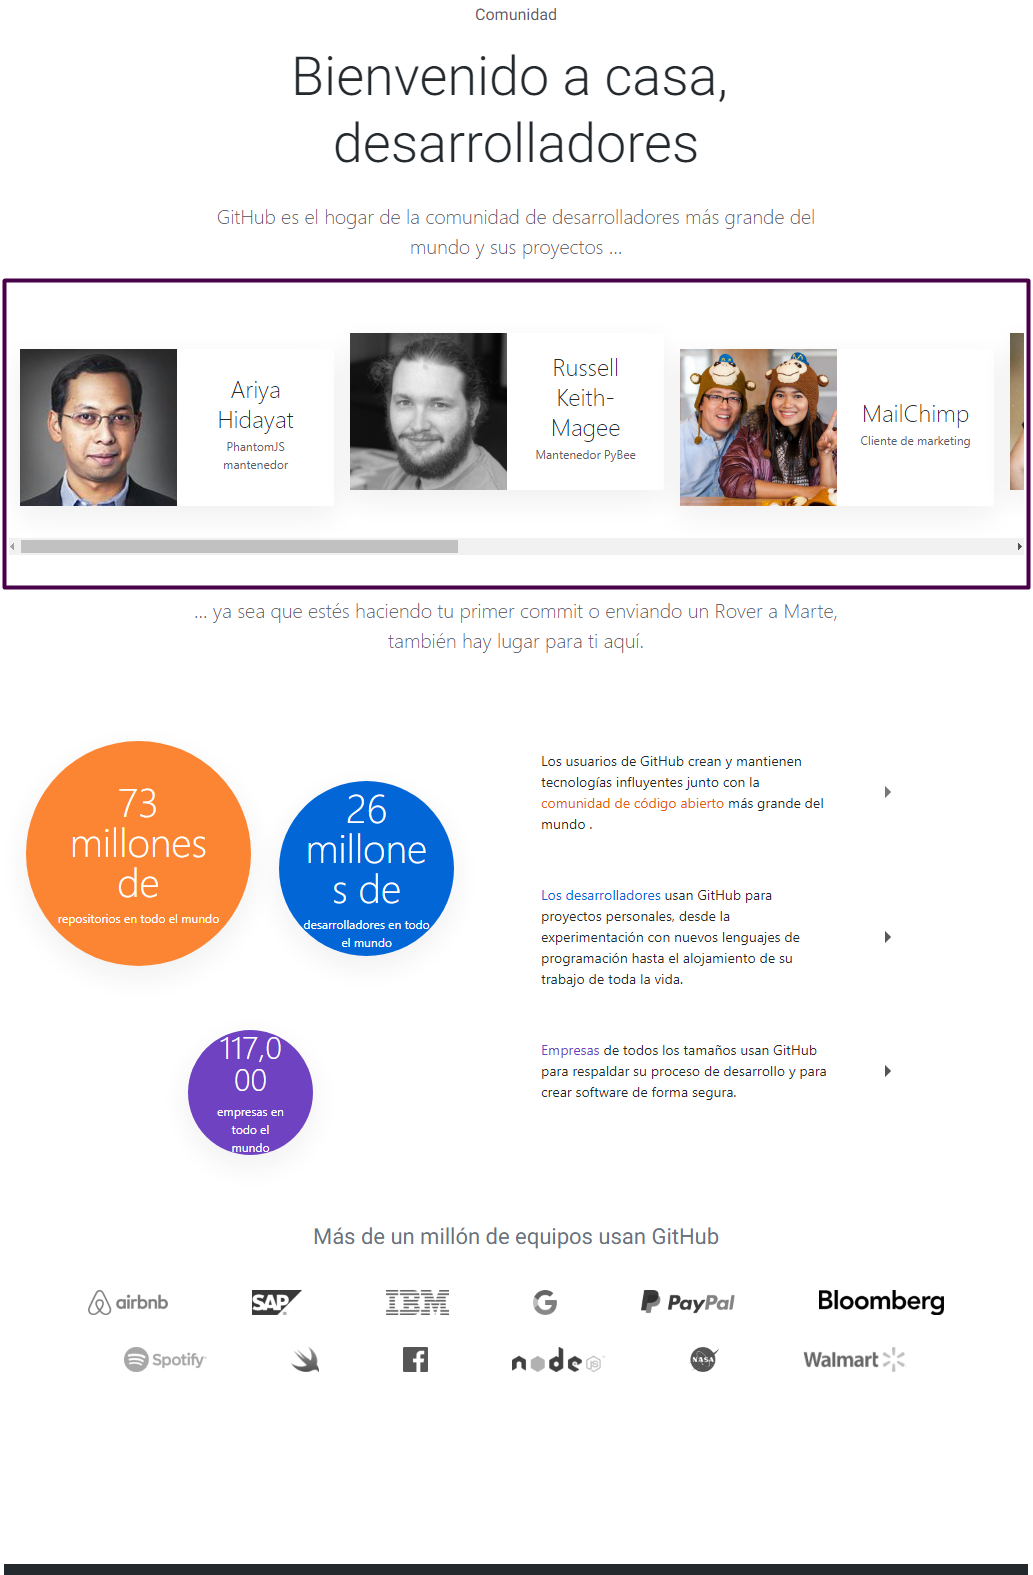 Comunidad
Bienvenido a casa,
desarrolladores
GitHub es el hogar de la comunidad de desarrolladores más grande del
mundo y sus proyectos ...
Ariya
Hidayat
PhantomJS
mantenedor
Russell
Keith-
Magee
Mantenedor PyBee
MailChimp
Cliente de marketing
... ya sea que estés haciendo tu primer commit o enviando un Rover a Marte,
también hay lugar para ti aquí.
73
millones
de
repositorios en todo el mundo
26
millone
s de
desarrolladores en todo
el mundo
117,0
00
empresas en
todo el
mundo
Los usuarios de GitHub crean y mantienen
tecnologías influyentes junto con la
comunidad de código abierto más grande del
mundo .
Los desarrolladores usan GitHub para
proyectos personales, desde la
experimentación con nuevos lenguajes de
programación hasta el alojamiento de su
trabajo de toda la vida.
Empresas de todos los tamaños usan GitHub
para respaldar su proceso de desarrollo y para
crear software de forma segura.
Más de un millón de equipos usan GitHub
airbnb SAP IBM G PayPal Bloomberg
Spotify node JS NASA Walmart